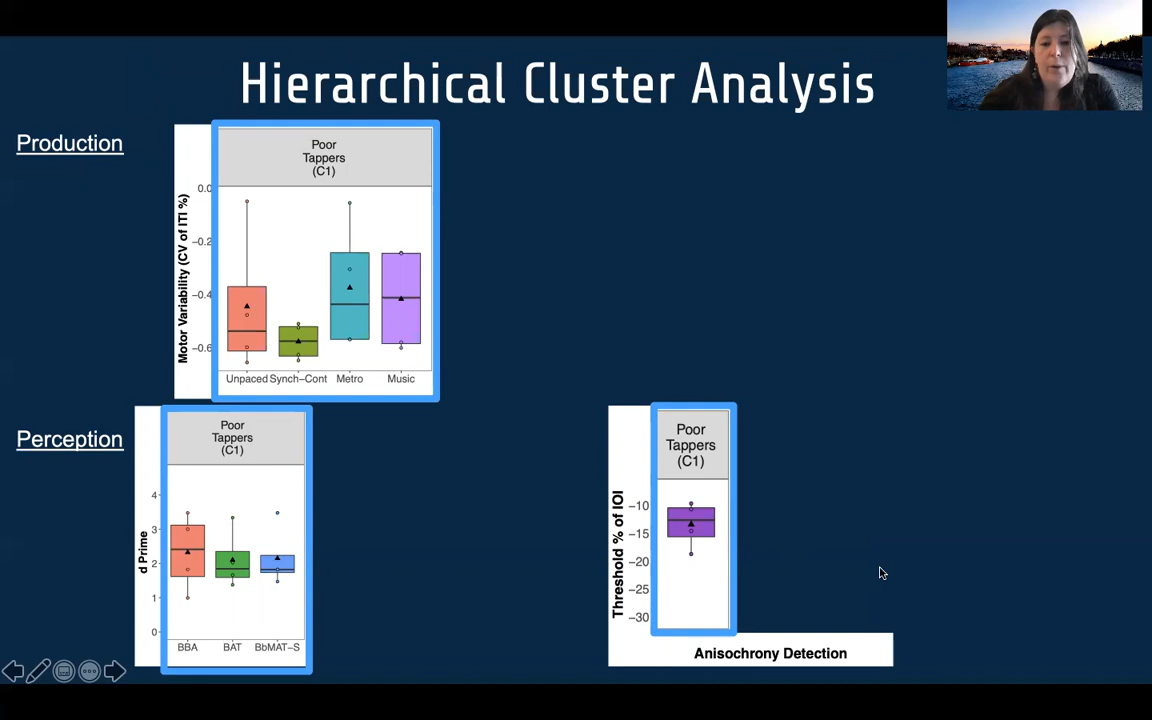 Hierarchical Cluster Analysis
Production
Poor
Tappers
(C1)
Motor Variability (CV of ITI %)
0.0
−0.2
−0.4
−0.6
Unpaced Synch−Cont Metro Music
Perception
Poor
Tappers
(C1)
d Prime
4
3
2
1
0
BBA BAT BbMAT−S
Poor
Tappers
(C1)
Threshold % of IOI
−10
−15
−20
−25
−30
Anisochrony Detection